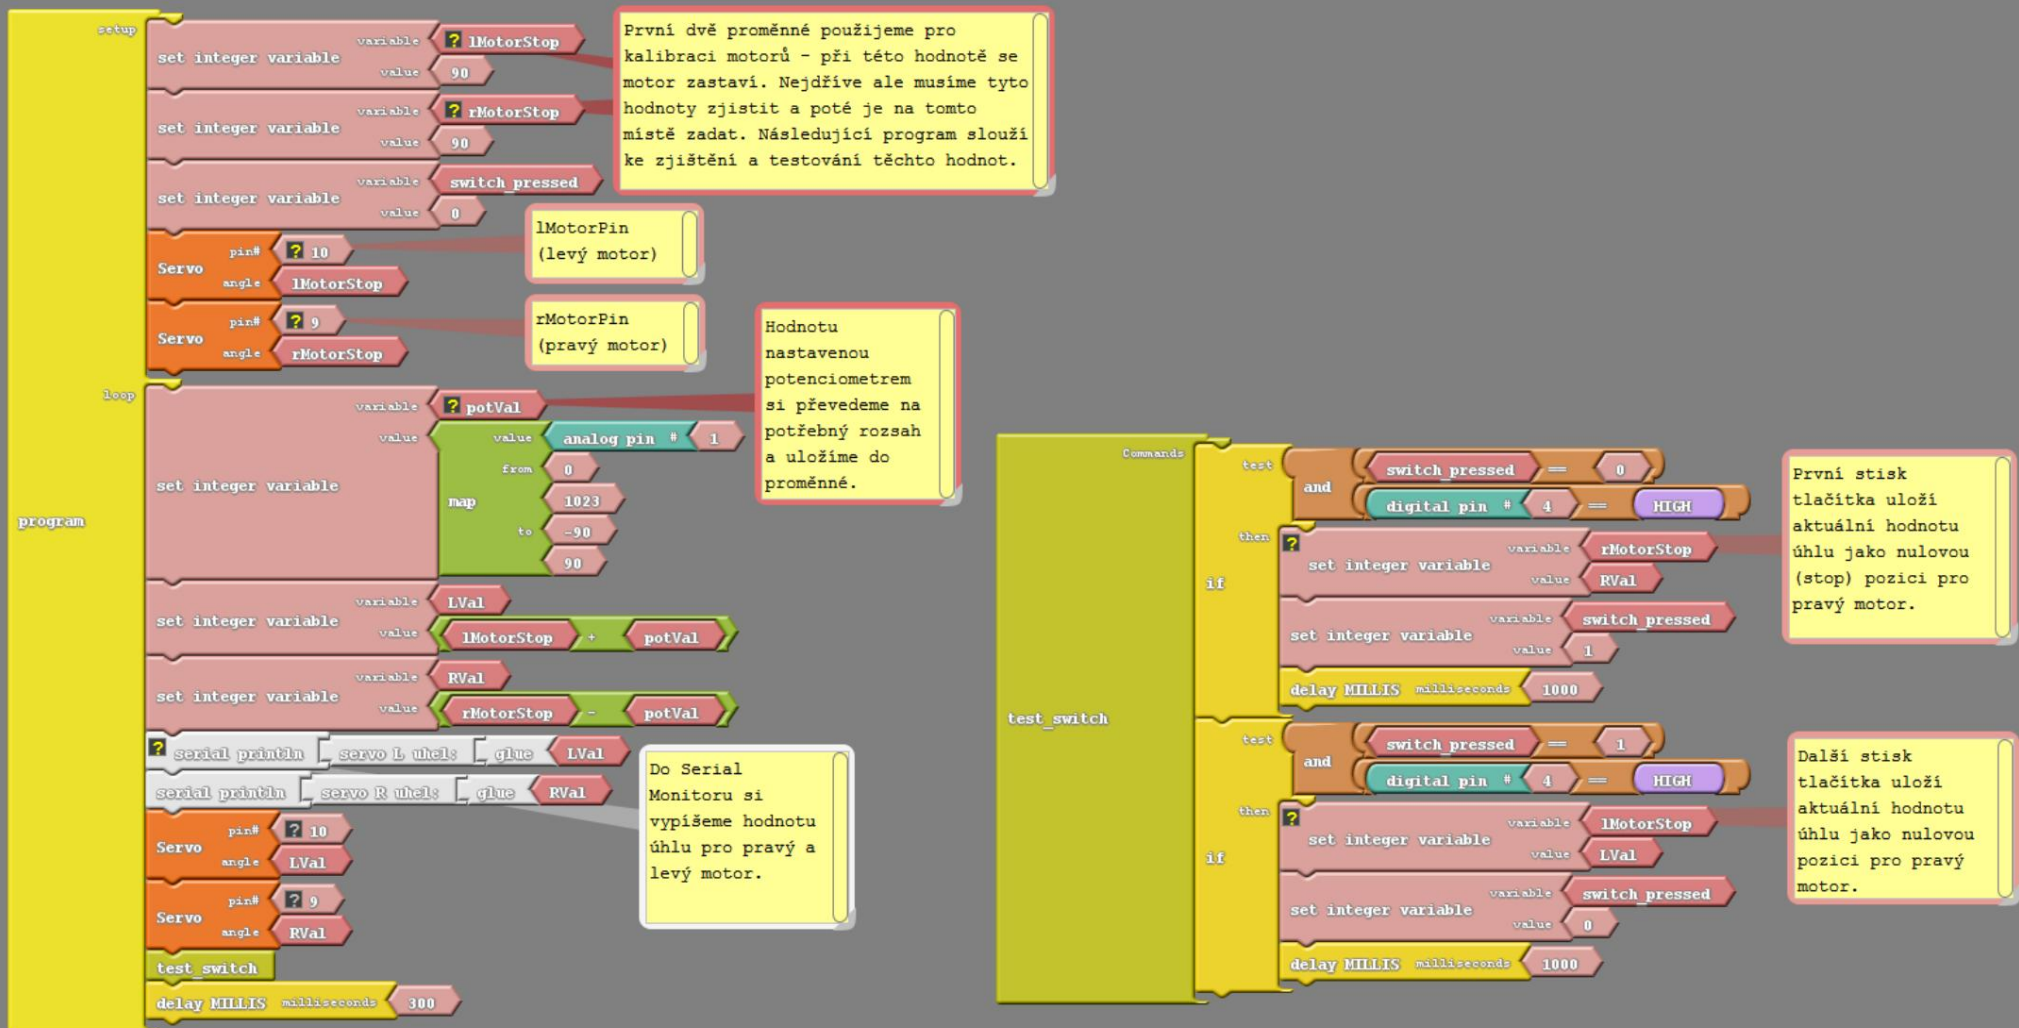 setup
set integer variable
variable
? lMotorStop
value
90
První dvě proměnné použijeme pro
kalibraci motorů - při této hodnotě se
motor zastaví. Nejdříve ale musíme tyto
hodnoty zjistit a poté je na tomto
místě zadat. Následující program slouží
ke zjištění a testování těchto hodnot.
set integer variable
variable
? rMotorStop
value
90
set integer variable
variable
switch_pressed
value
0
Servo
pin#
? 10
angle
lMotorStop
lMotorPin
(levý motor)
Servo
pin#
? 9
angle
rMotorStop
rMotorPin
(pravý motor)
program
loop
set integer variable
variable
? potVal
value
map
value
analog pin #
1
from
0
1023
to
-90
90
Hodnotu
nastavenou
potenciometrem
si převedeme na
potřebný rozsah
a uložíme do
proměnné.
set integer variable
variable
LVal
value
lMotorStop + potVal
set integer variable
variable
RVal
value
rMotorStop - potVal
? serial println servo L uhel: glue LVal
serial println servo R uhel: glue RVal
Do Serial
Monitoru si
vypíšeme hodnotu
úhlu pro pravý a
levý motor.
Servo
pin#
? 10
angle
LVal
Servo
pin#
? 9
angle
RVal
test_switch
delay MILLIS milliseconds 300
test_switch
Commands
if
test
and
switch_pressed == 0
digital pin # 4 == HIGH
then
?
set integer variable
variable
rMotorStop
value
RVal
První stisk
tlačítka uloží
aktuální hodnotu
úhlu jako nulovou
(stop) pozici pro
pravý motor.
set integer variable
variable
switch_pressed
value
1
delay MILLIS milliseconds 1000
if
test
and
switch_pressed == 1
digital pin # 4 == HIGH
then
?
set integer variable
variable
lMotorStop
value
LVal
Další stisk
tlačítka uloží
aktuální hodnotu
úhlu jako nulovou
pozici pro pravý
motor.
set integer variable
variable
switch_pressed
value
0
delay MILLIS milliseconds 1000